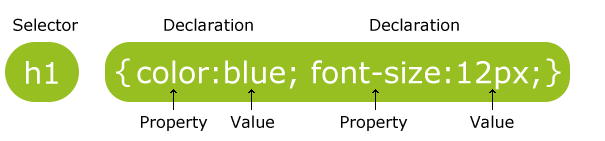 Selector Declaration Declaration
h1 {color:blue; font-size:12px;}
Property Value Property Value